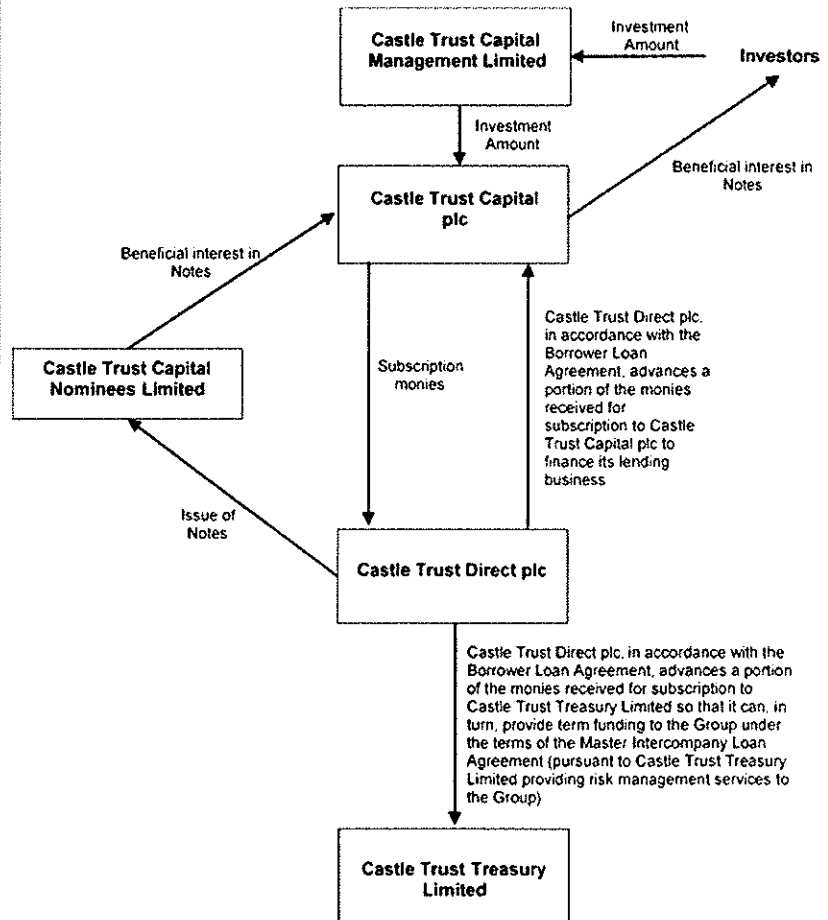 Castle Trust Capital
Management Limited
Investment
Amount
Investors
Investment
Amount
Beneficial interest in
Notes
Castle Trust Capital
plc
Beneficial interest in
Notes
Castle Trust Capital
Nominees Limited
Subscription
monies
Castle Trust Direct plc,
in accordance with the
Borrower Loan
Agreement, advances a
portion of the monies
received for
subscription to Castle
Trust Capital plc to
finance its lending
business
Issue of
Notes
Castle Trust Direct plc
Castle Trust Direct plc, in accordance with the
Borrower Loan Agreement, advances a portion
of the monies received for subscription to
Castle Trust Treasury Limited so that it can, in
turn, provide term funding to the Group under
the terms of the Master Intercompany Loan
Agreement (pursuant to Castle Trust Treasury
Limited providing risk management services to
the Group)
Castle Trust Treasury
Limited